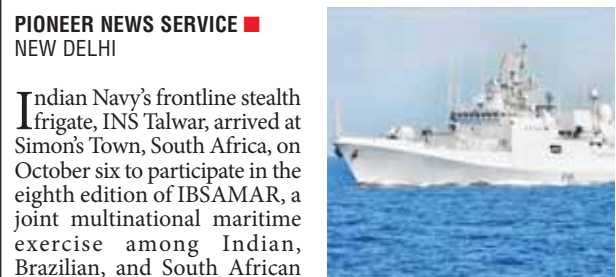 PIONEER NEWS SERVICE
NEW DELHI
Indian Navy's frontline stealth
frigate, INS Talwar, arrived at
Simon's Town, South Africa, on
October six to participate in the
eighth edition of IBSAMAR, a
joint multinational maritime
exercise among Indian,
Brazilian, and South African